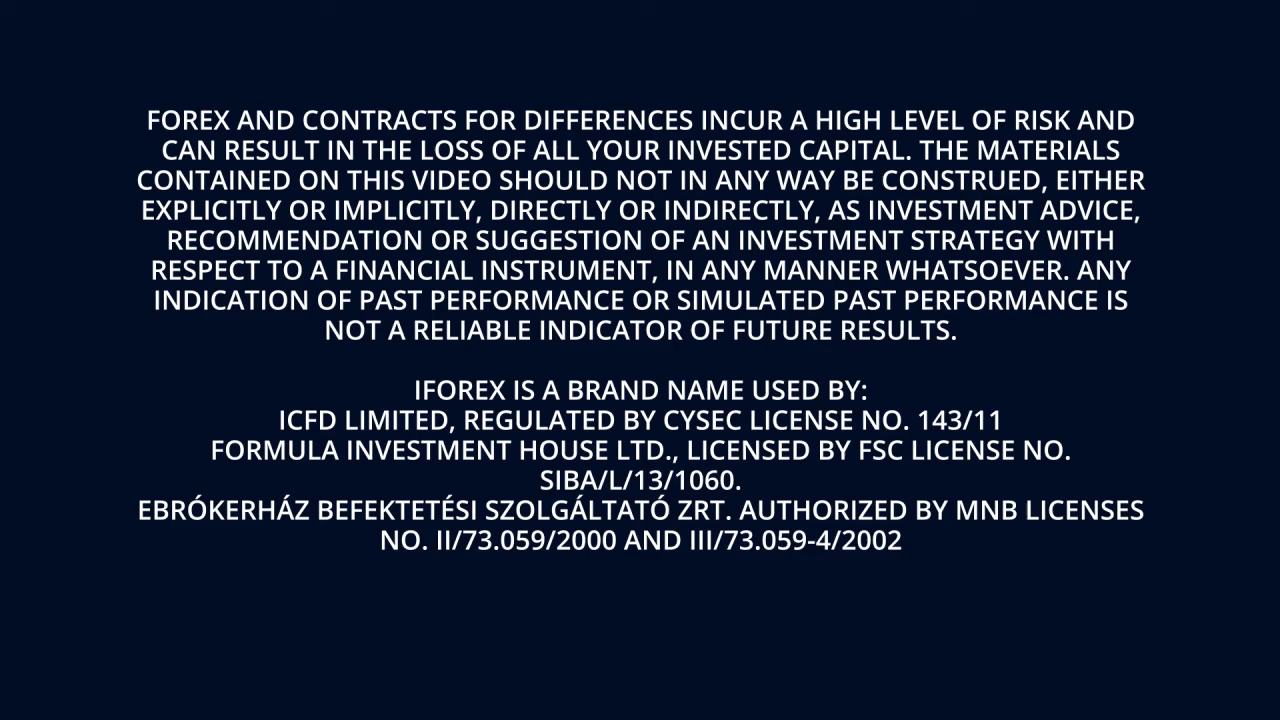 FOREX AND CONTRACTS FOR DIFFERENCES INCUR A HIGH LEVEL OF RISK AND
CAN RESULT IN THE LOSS OF ALL YOUR INVESTED CAPITAL. THE MATERIALS
CONTAINED ON THIS VIDEO SHOULD NOT IN ANY WAY BE CONSTRUED, EITHER
EXPLICITLY OR IMPLICITLY, DIRECTLY OR INDIRECTLY, AS INVESTMENT ADVICE,
RECOMMENDATION OR SUGGESTION OF AN INVESTMENT STRATEGY WITH
RESPECT TO A FINANCIAL INSTRUMENT, IN ANY MANNER WHATSOEVER. ANY
INDICATION OF PAST PERFORMANCE OR SIMULATED PAST PERFORMANCE IS
NOT A RELIABLE INDICATOR OF FUTURE RESULTS.
IFOREX IS A BRAND NAME USED BY:
ICFD LIMITED, REGULATED BY CYSEC LICENSE NO. 143/11
FORMULA INVESTMENT HOUSE LTD., LICENSED BY FSC LICENSE NO.
SIBA/L/13/1060.
EBRÓKERHÁZ BEFEKTETÉSI SZOLGÁLTATÓ ZRT. AUTHORIZED BY MNB LICENSES
NO. II/73.059/2000 AND III/73.059-4/2002